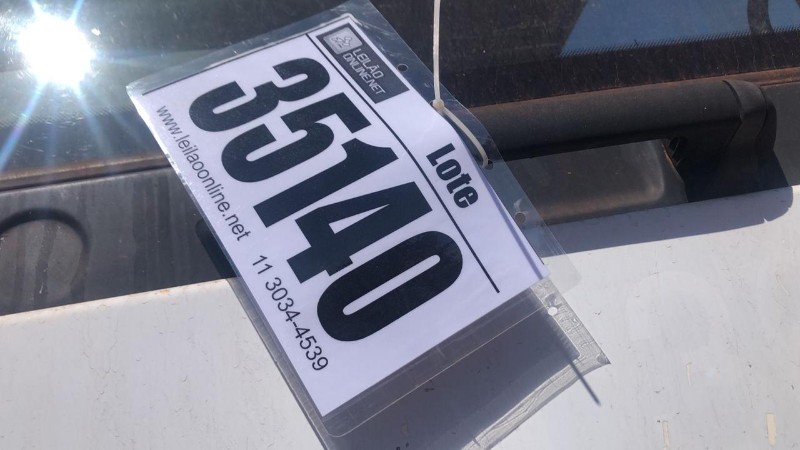 LEILÃO
ONLINE.NET
Lote
35140
www.leilaoonline.net 11 3034-4539